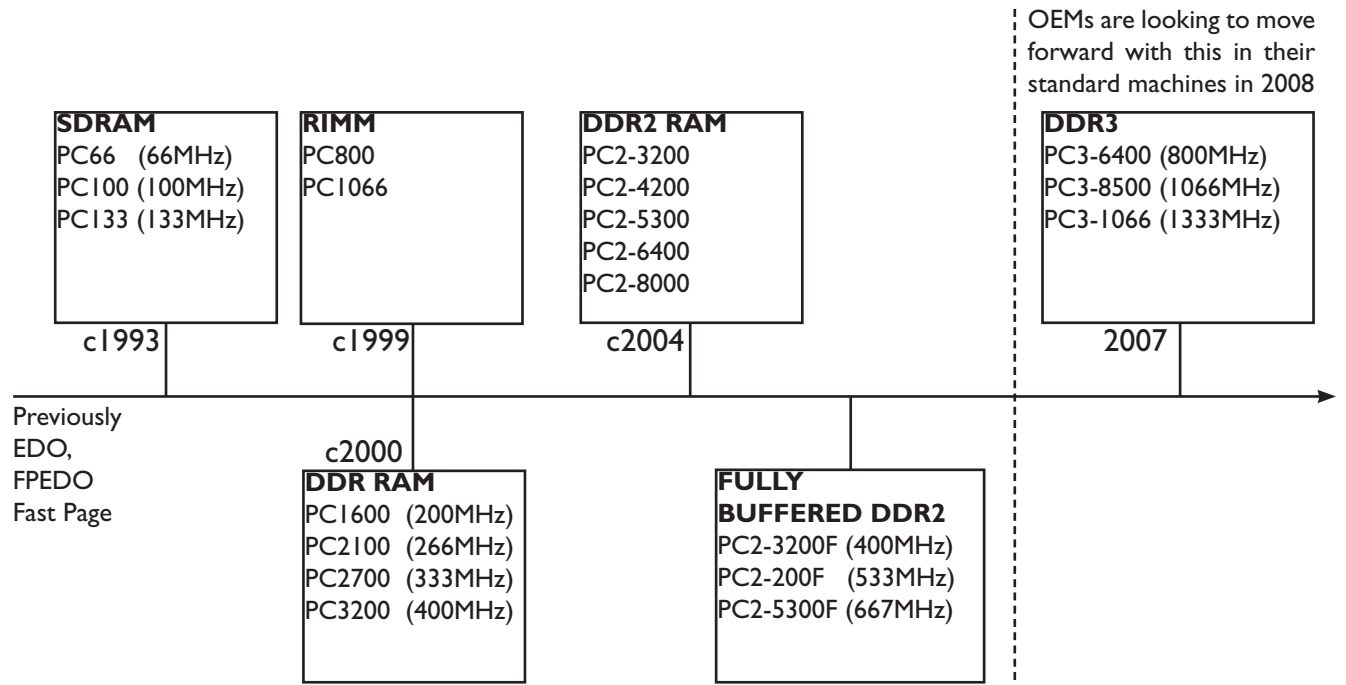 OEMs are looking to move
forward with this in their
standard machines in 2008
SDRAM
PC66 (66MHz)
PC100 (100MHz)
PC133 (133MHz)
c1993
RIMM
PC800
PC1066
c1999
DDR2 RAM
PC2-3200
PC2-4200
PC2-5300
PC2-6400
PC2-8000
c2004
DDR3
PC3-6400 (800MHz)
PC3-8500 (1066MHz)
PC3-1066 (1333MHz)
2007
Previously
EDO,
FPEDO
Fast Page
c2000
DDR RAM
PC1600 (200MHz)
PC2100 (266MHz)
PC2700 (333MHz)
PC3200 (400MHz)
FULLY
BUFFERED DDR2
PC2-3200F (400MHz)
PC2-200F (533MHz)
PC2-5300F (667MHz)